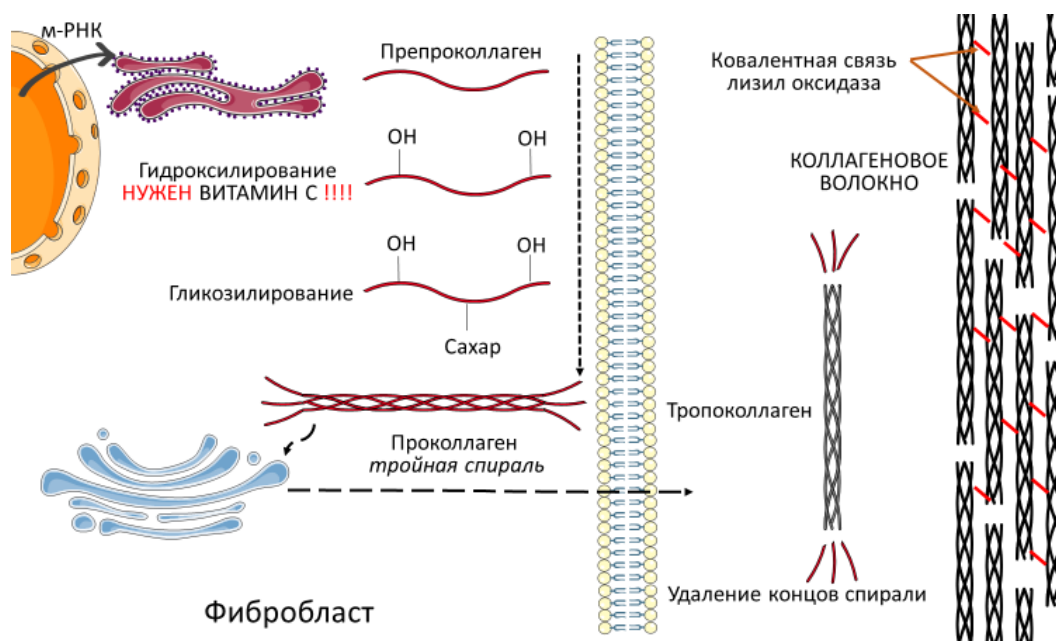 м-РНК
Препроколлаген
OH
OH
Гидроксилирование
НУЖЕН ВИТАМИН С !!!!
OH
OH
Гликозилирование
Сахар
Проколлаген
тройная спираль
Фибробласт
Ковалентная связь
лизил оксидаза
КОЛЛАГЕНОВОЕ
ВОЛОКНО
Тропоколлаген
Удаление концов спирали